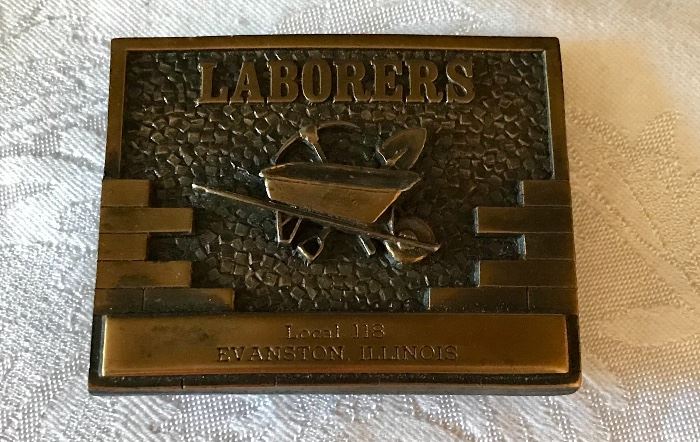 LABORERS
Local 118
EVANSTON, ILLINOIS